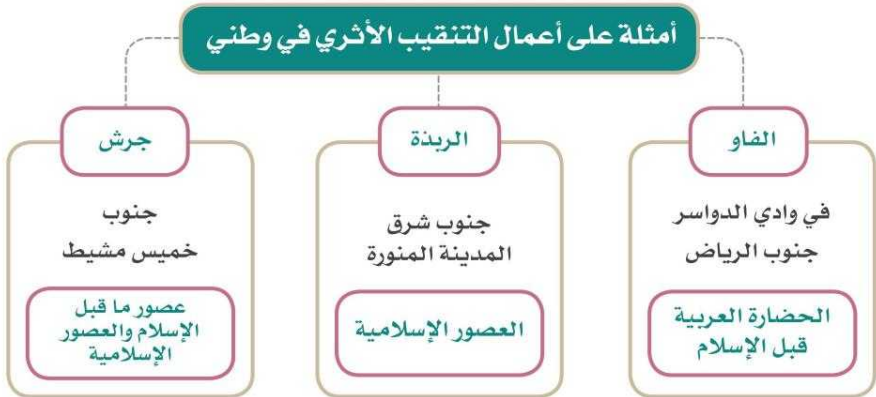 أمثلة على أعمال التنقيب الأثري في وطني
الفاو
في وادي الدواسر
جنوب الرياض
الحضارة العربية
قبل الإسلام
الربذة
جنوب شرق
المدينة المنورة
العصور الإسلامية
جرش
جنوب
خميس مشيط
عصور ما قبل
الإسلام والعصور
الإسلامية